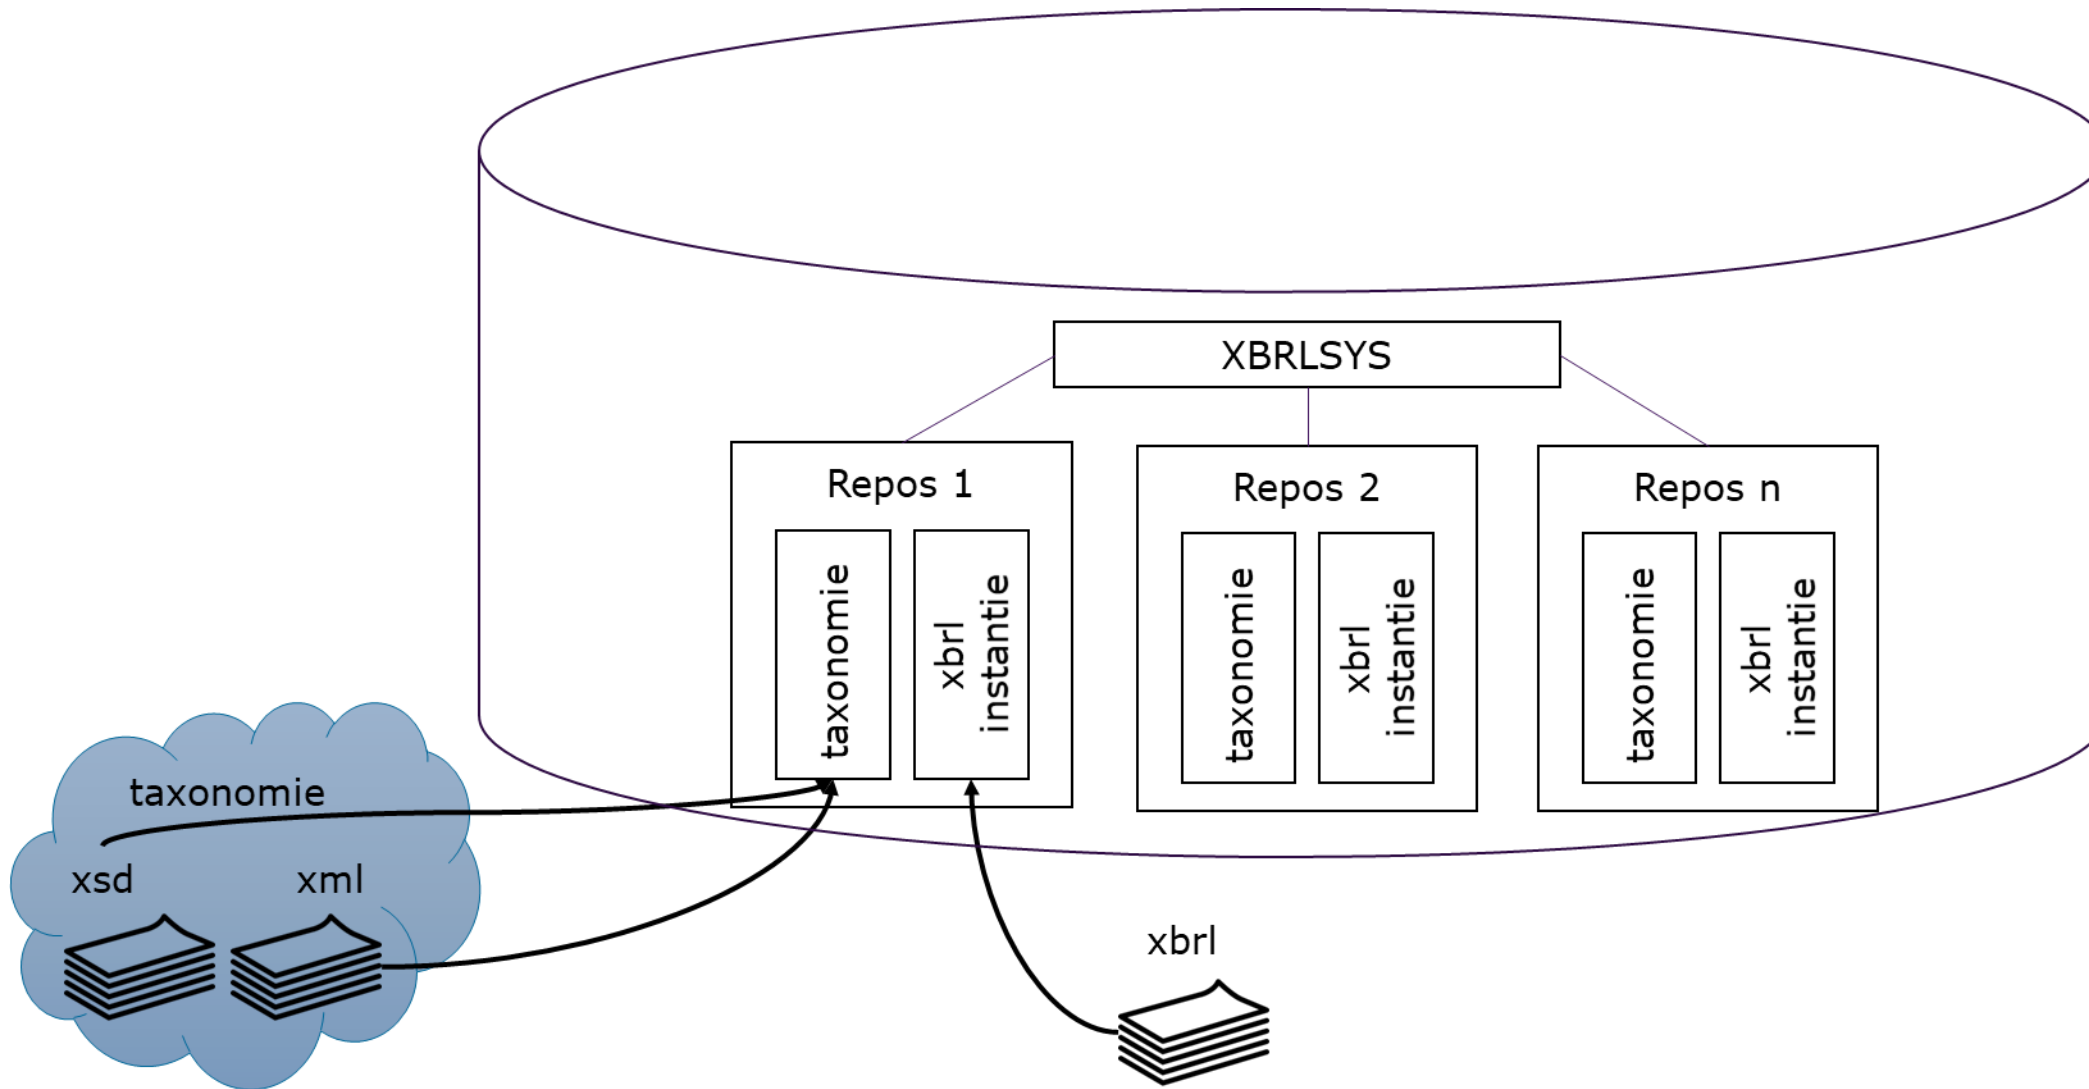 XBRLSYS
Repos 1
taxonomie
xbrl
instantie
Repos 2
taxonomie
xbrl
instantie
Repos n
taxonomie
xbrl
instantie
taxonomie
xsd
xml
xbrl